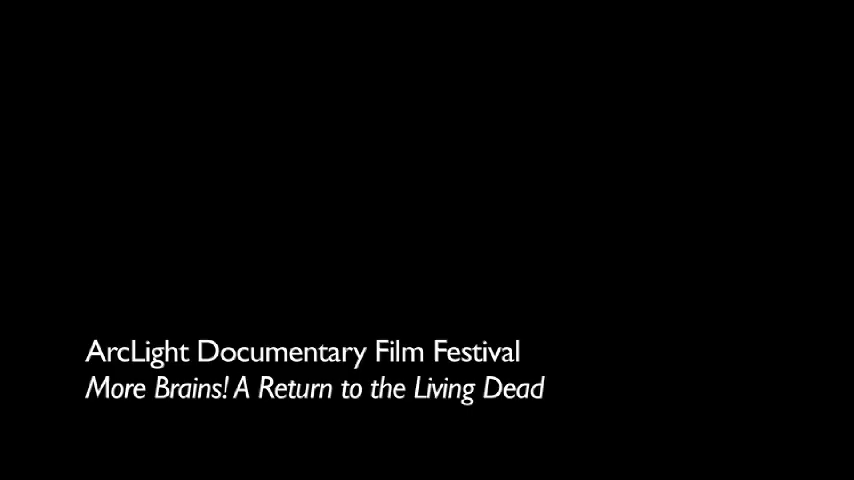 ArcLight Documentary Film Festival
More Brains! A Return to the Living Dead